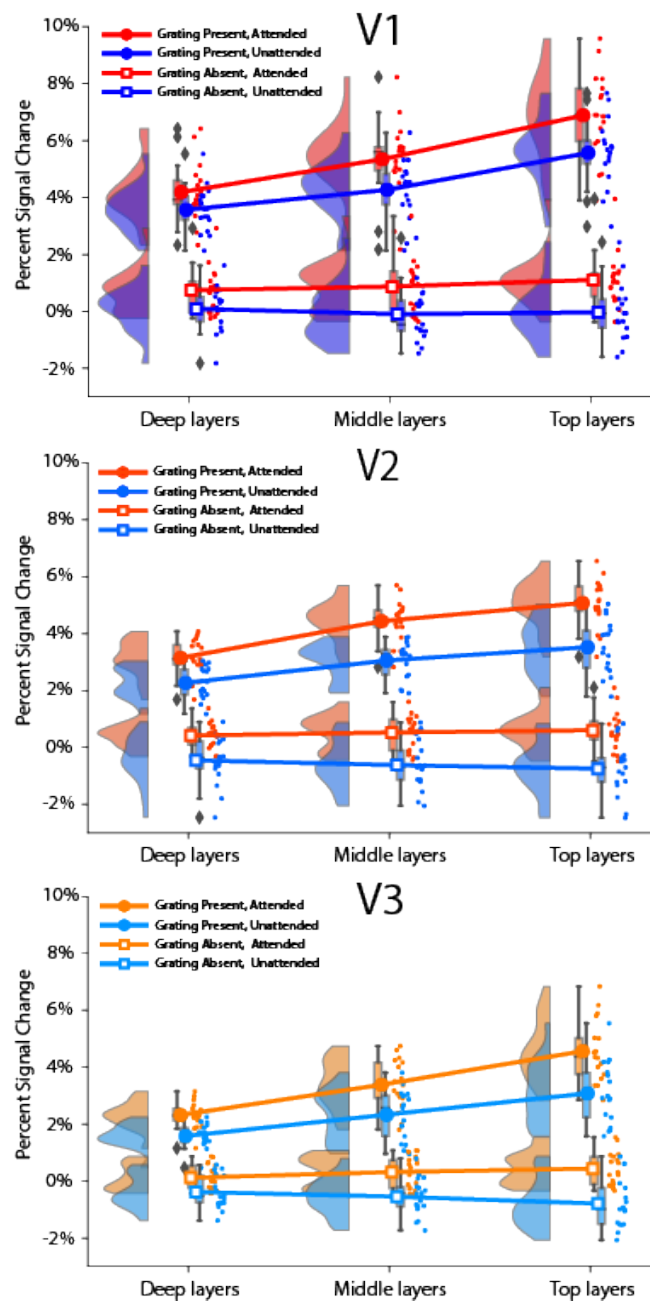 V1
10%
8%
6%
4%
2%
0%
-2%
Percent Signal Change
Grating Present, Attended
Grating Present, Unattended
Grating Absent, Attended
Grating Absent, Unattended
Deep layers Middle layers Top layers
V2
10%
8%
6%
4%
2%
0%
-2%
Percent Signal Change
Grating Present, Attended
Grating Present, Unattended
Grating Absent, Attended
Grating Absent, Unattended
Deep layers Middle layers Top layers
V3
10%
8%
6%
4%
2%
0%
-2%
Percent Signal Change
Grating Present, Attended
Grating Present, Unattended
Grating Absent, Attended
Grating Absent, Unattended
Deep layers Middle layers Top layers